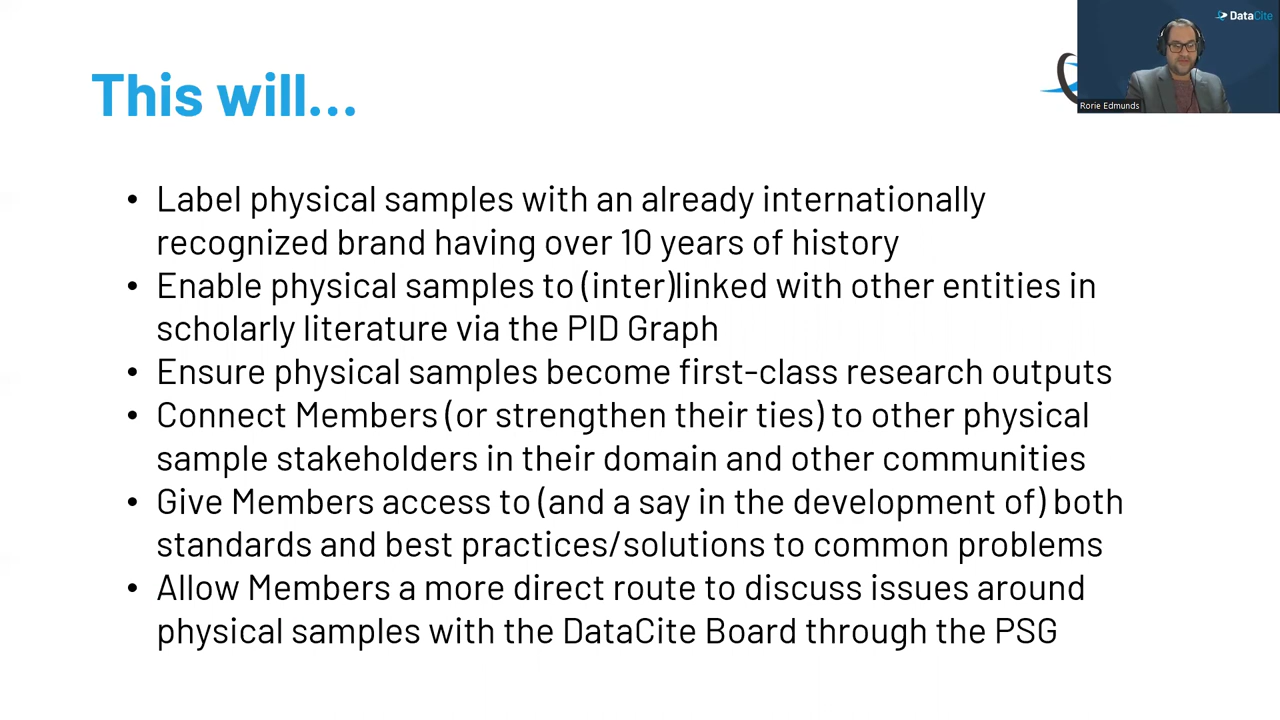 This will...
DataCite
Rorie Edmunds
• Label physical samples with an already internationally
recognized brand having over 10 years of history
• Enable physical samples to (inter)linked with other entities in
scholarly literature via the PID Graph
• Ensure physical samples become first-class research outputs
• Connect Members (or strengthen their ties) to other physical
sample stakeholders in their domain and other communities
• Give Members access to (and a say in the development of) both
standards and best practices/solutions to common problems
• Allow Members a more direct route to discuss issues around
physical samples with the DataCite Board through the PSG